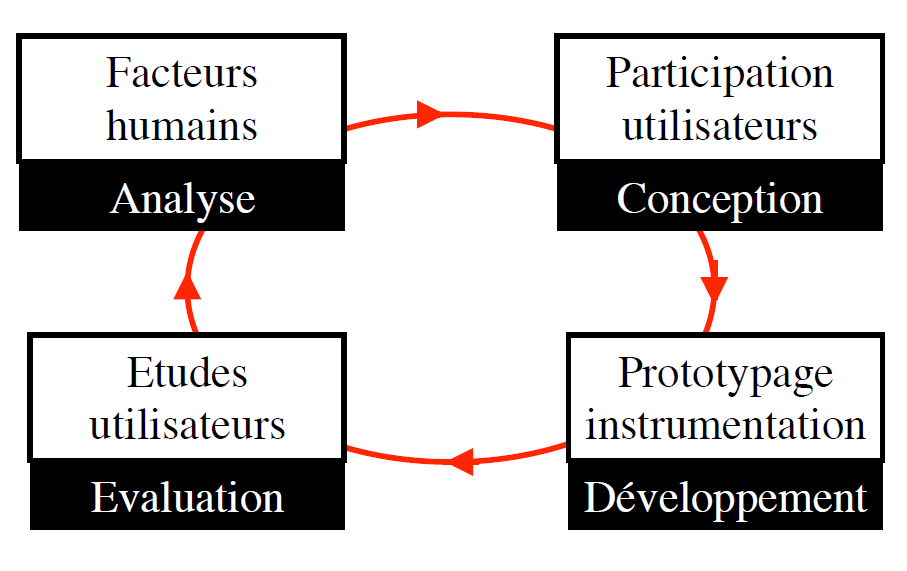 Facteurs
humains
Analyse
Participation
utilisateurs
Conception
Etudes
utilisateurs
Evaluation
Prototypage
instrumentation
Développement